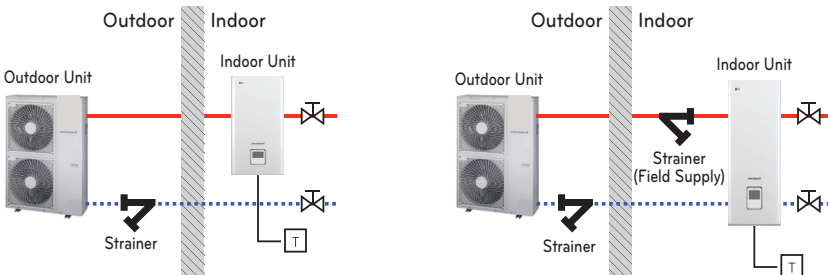 Outdoor Indoor
Outdoor Unit
Indoor Unit
Strainer
T
Outdoor Indoor
Outdoor Unit
Indoor Unit
Strainer
(Field Supply)
Strainer
T